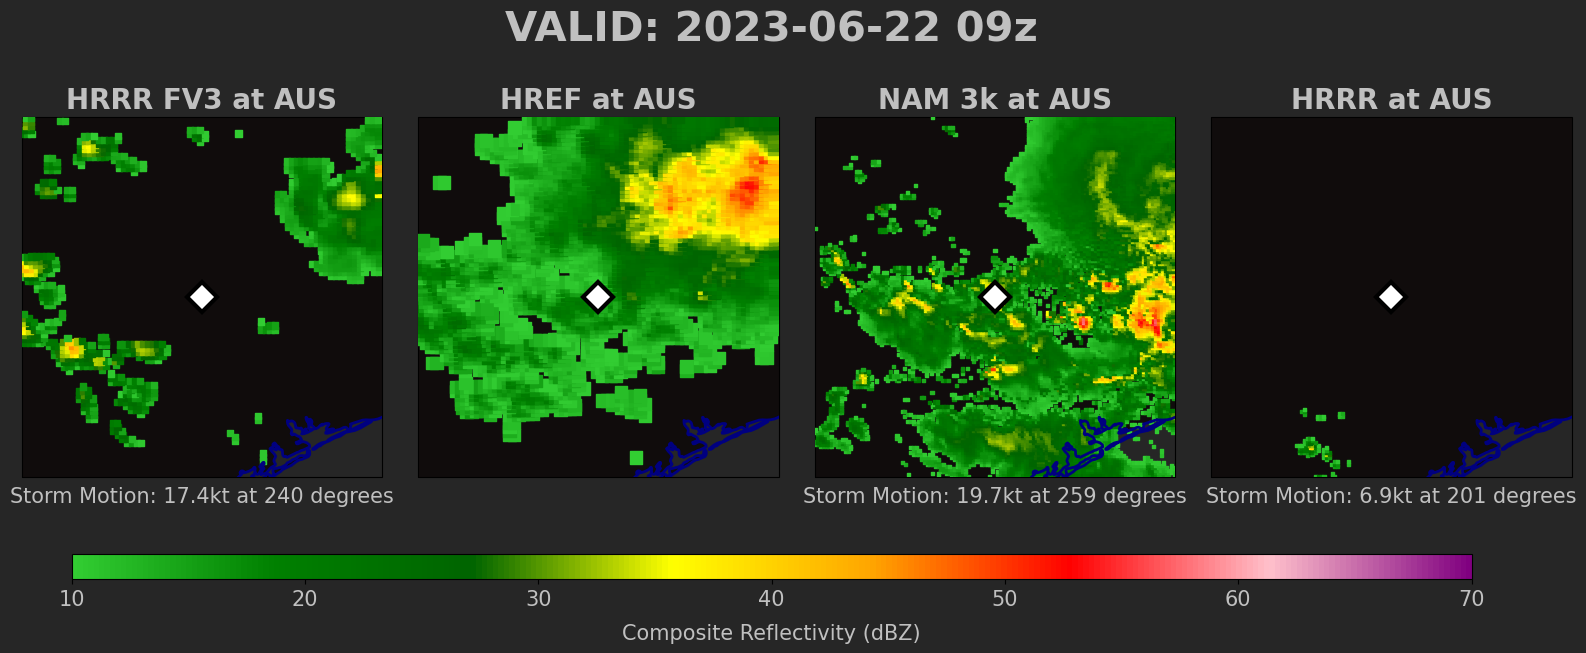 VALID: 2023-06-22 09z
HRRR FV3 at AUS
HREF at AUS
NAM 3k at AUS
HRRR at AUS
Storm Motion: 17.4kt at 240 degrees
Storm Motion: 19.7kt at 259 degrees
Storm Motion: 6.9kt at 201 degrees
10 20 30 40 50 60 70
Composite Reflectivity (dBZ)